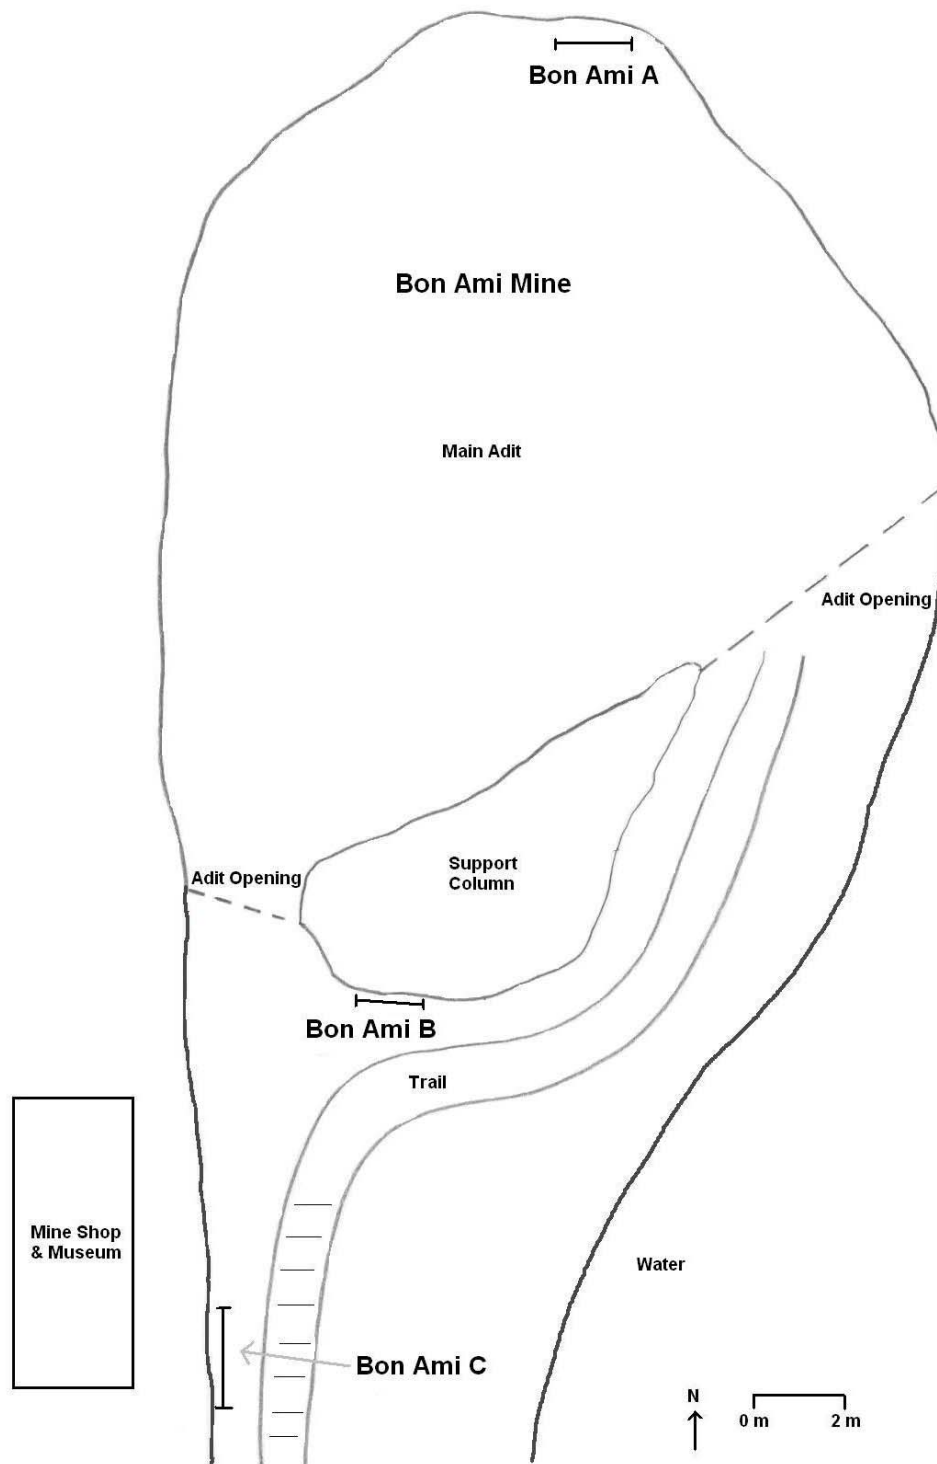 Bon Ami A
Bon Ami Mine
Main Adit
Adit Opening
Support
Column
Adit Opening
Bon Ami B
Trail
Mine Shop
& Museum
Water
Bon Ami C
N
0 m 2 m